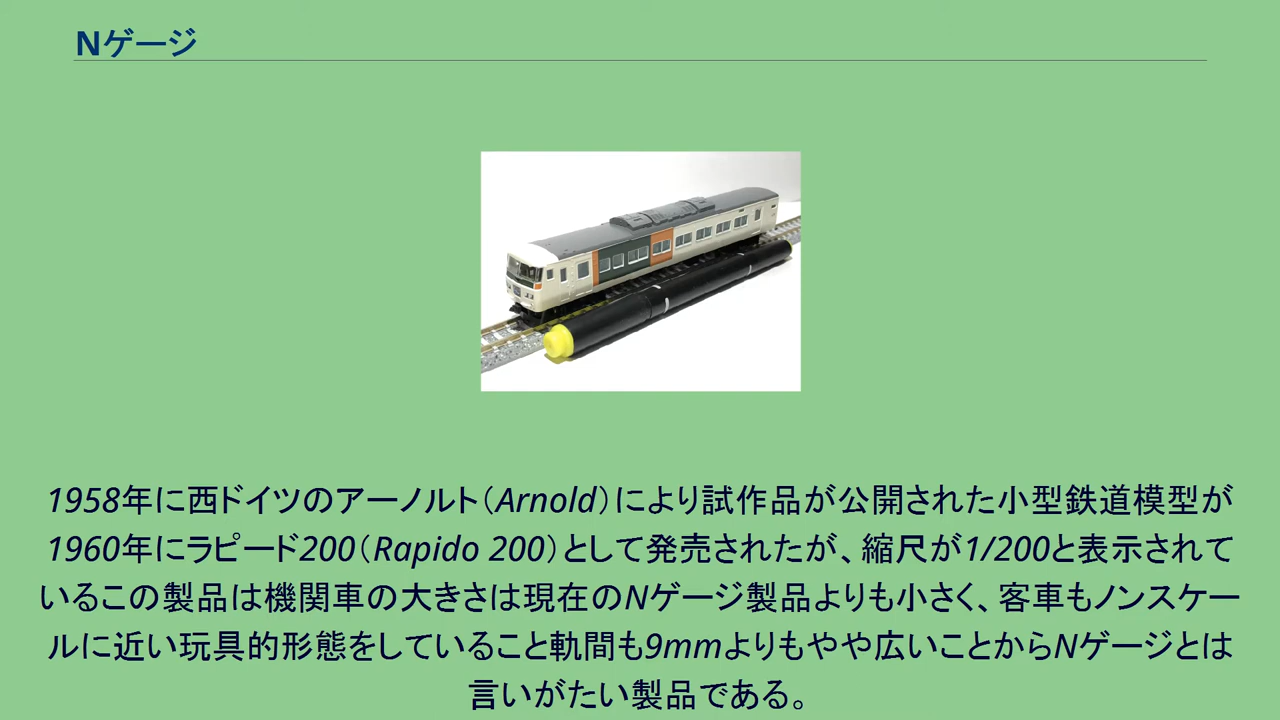 Nゲージ
1958年に西ドイツのアーノルト（Arnold）により試作品が公開された小型鉄道模型が
1960年にラピード200（Rapido 200）として発売されたが、縮尺が1/200と表示されて
いるこの製品は機関車の大きさは現在のNゲージ製品よりも小さく、客車もノンスケー
ルに近い玩具的形態をしていること軌間も9mmよりもやや広いことからNゲージとは
言いがたい製品である。